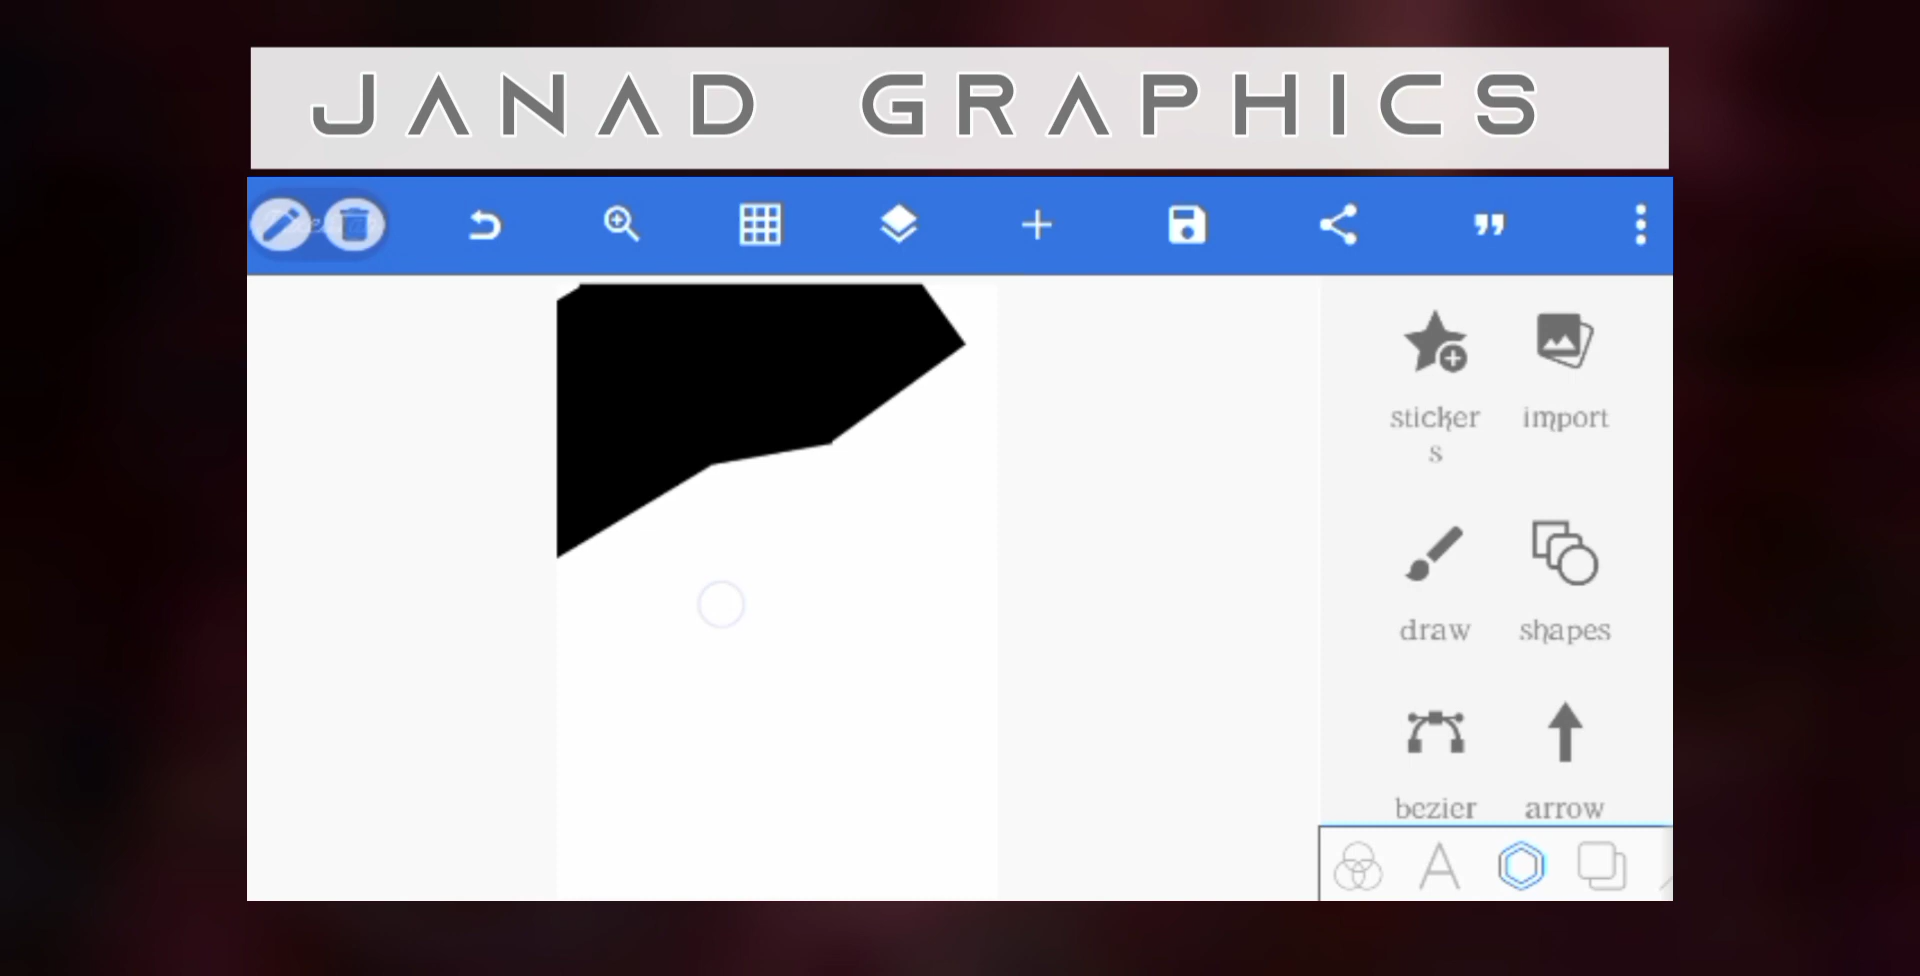 JANAD GRAPHICS
sticker import
s
draw shapes
bezier arrow